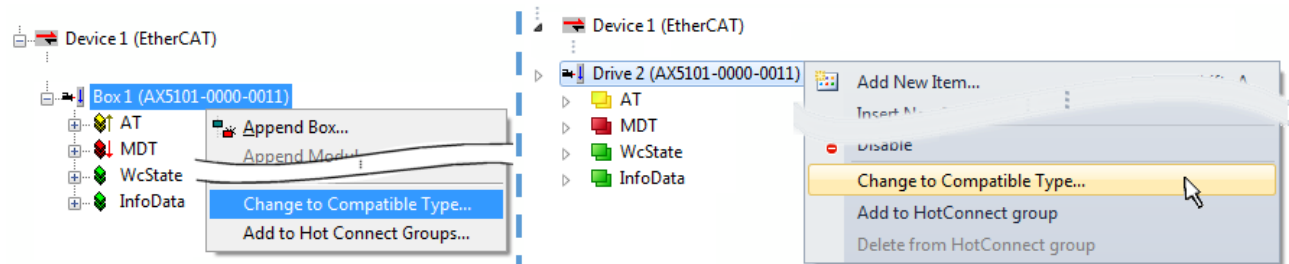 Device 1 (EtherCAT)
Box 1 (AX5101-0000-0011)
AT
MDT
WcState
InfoData
Append Box...
Append Modul
Change to Compatible Type...
Add to Hot Connect Groups...
Device 1 (EtherCAT)
Drive 2 (AX5101-0000-0011)
AT
MDT
WcState
InfoData
Add New Item...
Insert
Disable
Change to Compatible Type...
Add to HotConnect group
Delete from HotConnect group